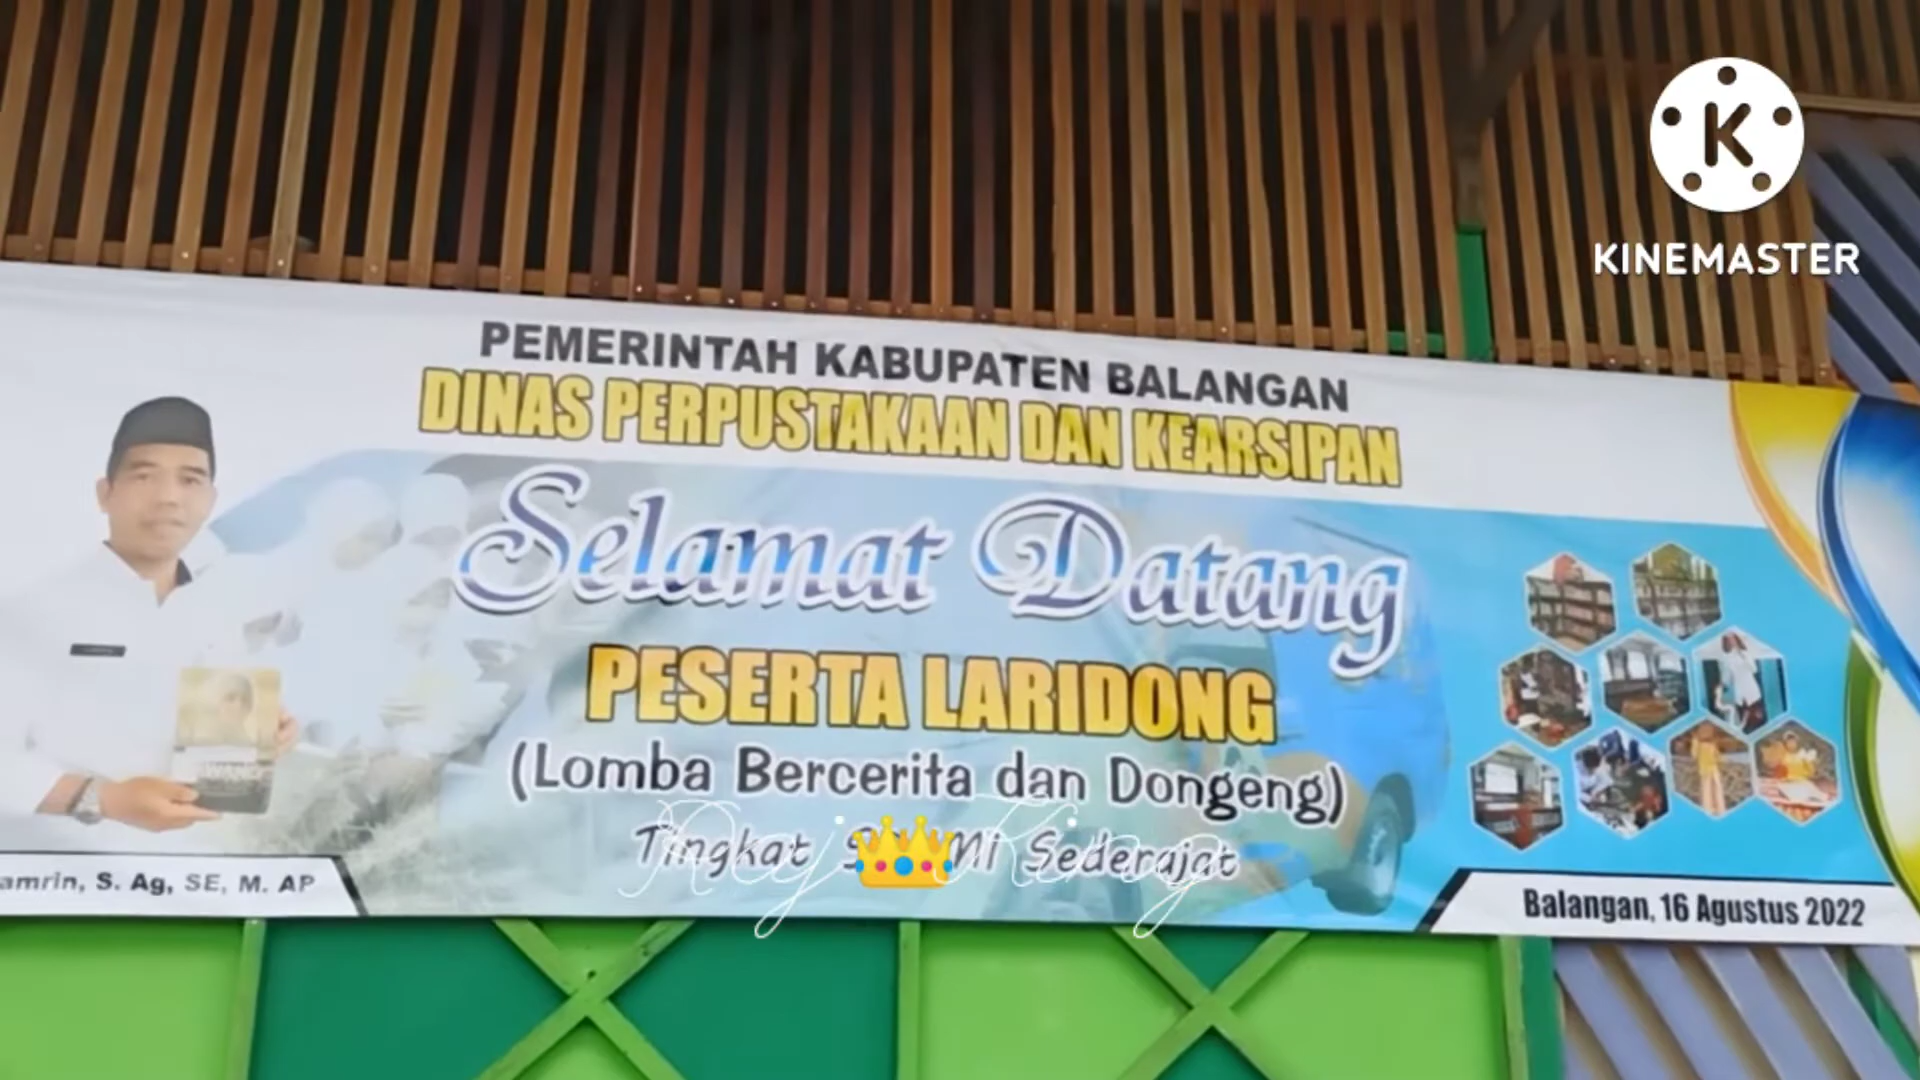 KINEMASTER
PEMERINTAH KABUPATEN BALANGAN
DINAS PERPUSTAKAAN DAN KEARSIPAN
Selamat Datang
PESERTA LARIDONG
(Lomba Bercerita dan Dongeng)
Tingkat MI Sederajat
amrin, S. Ag, SE, M. AP
Balangan, 16 Agustus 2022